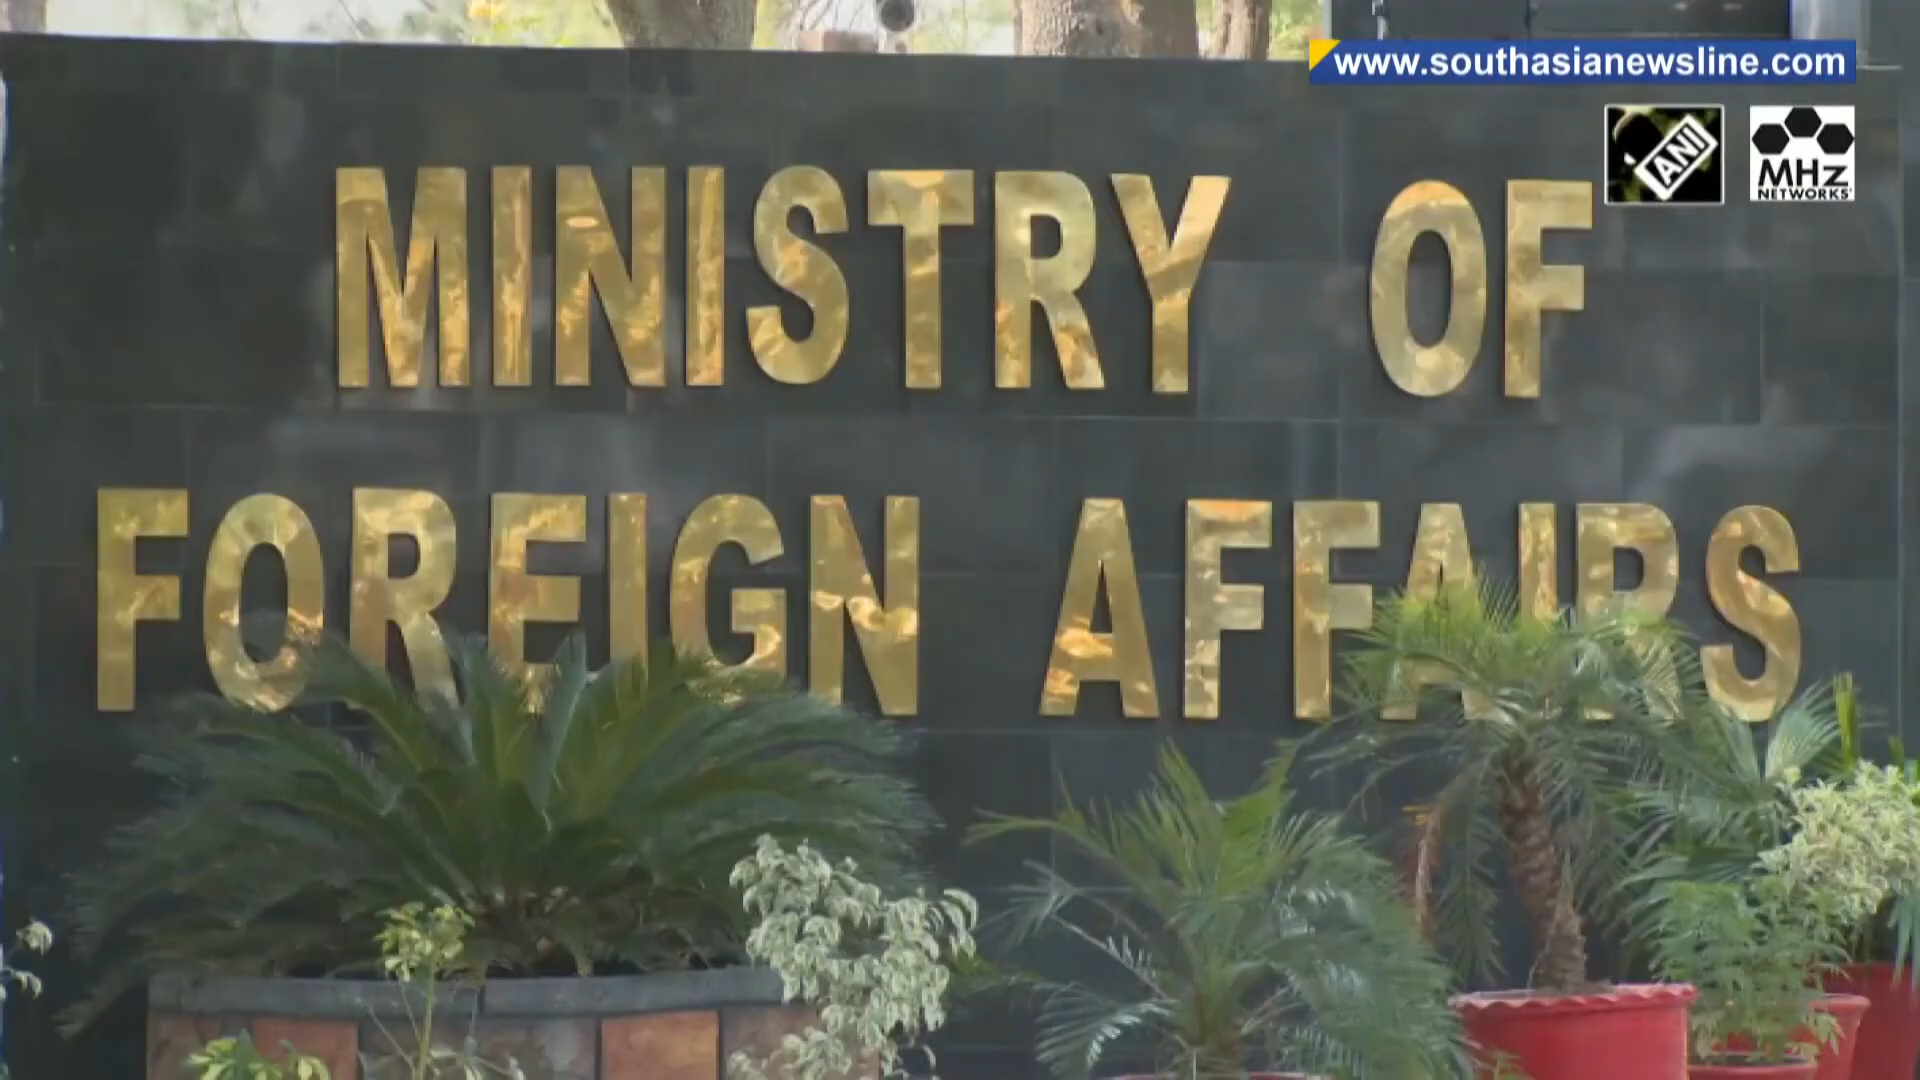 www.southasianewsline.com
ANI
MHz
NETWORKS
MINISTRY OF
FOREIGN AFFAIRS